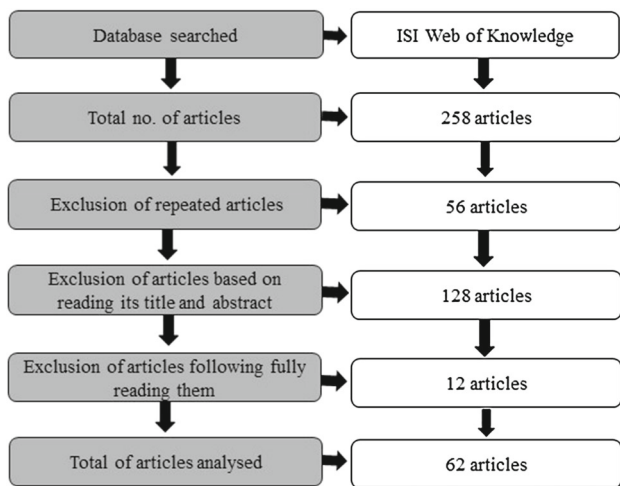 Database searched
ISI Web of Knowledge
Total no. of articles
258 articles
Exclusion of repeated articles
56 articles
Exclusion of articles based on
reading its title and abstract
128 articles
Exclusion of articles following fully
reading them
12 articles
Total of articles analysed
62 articles